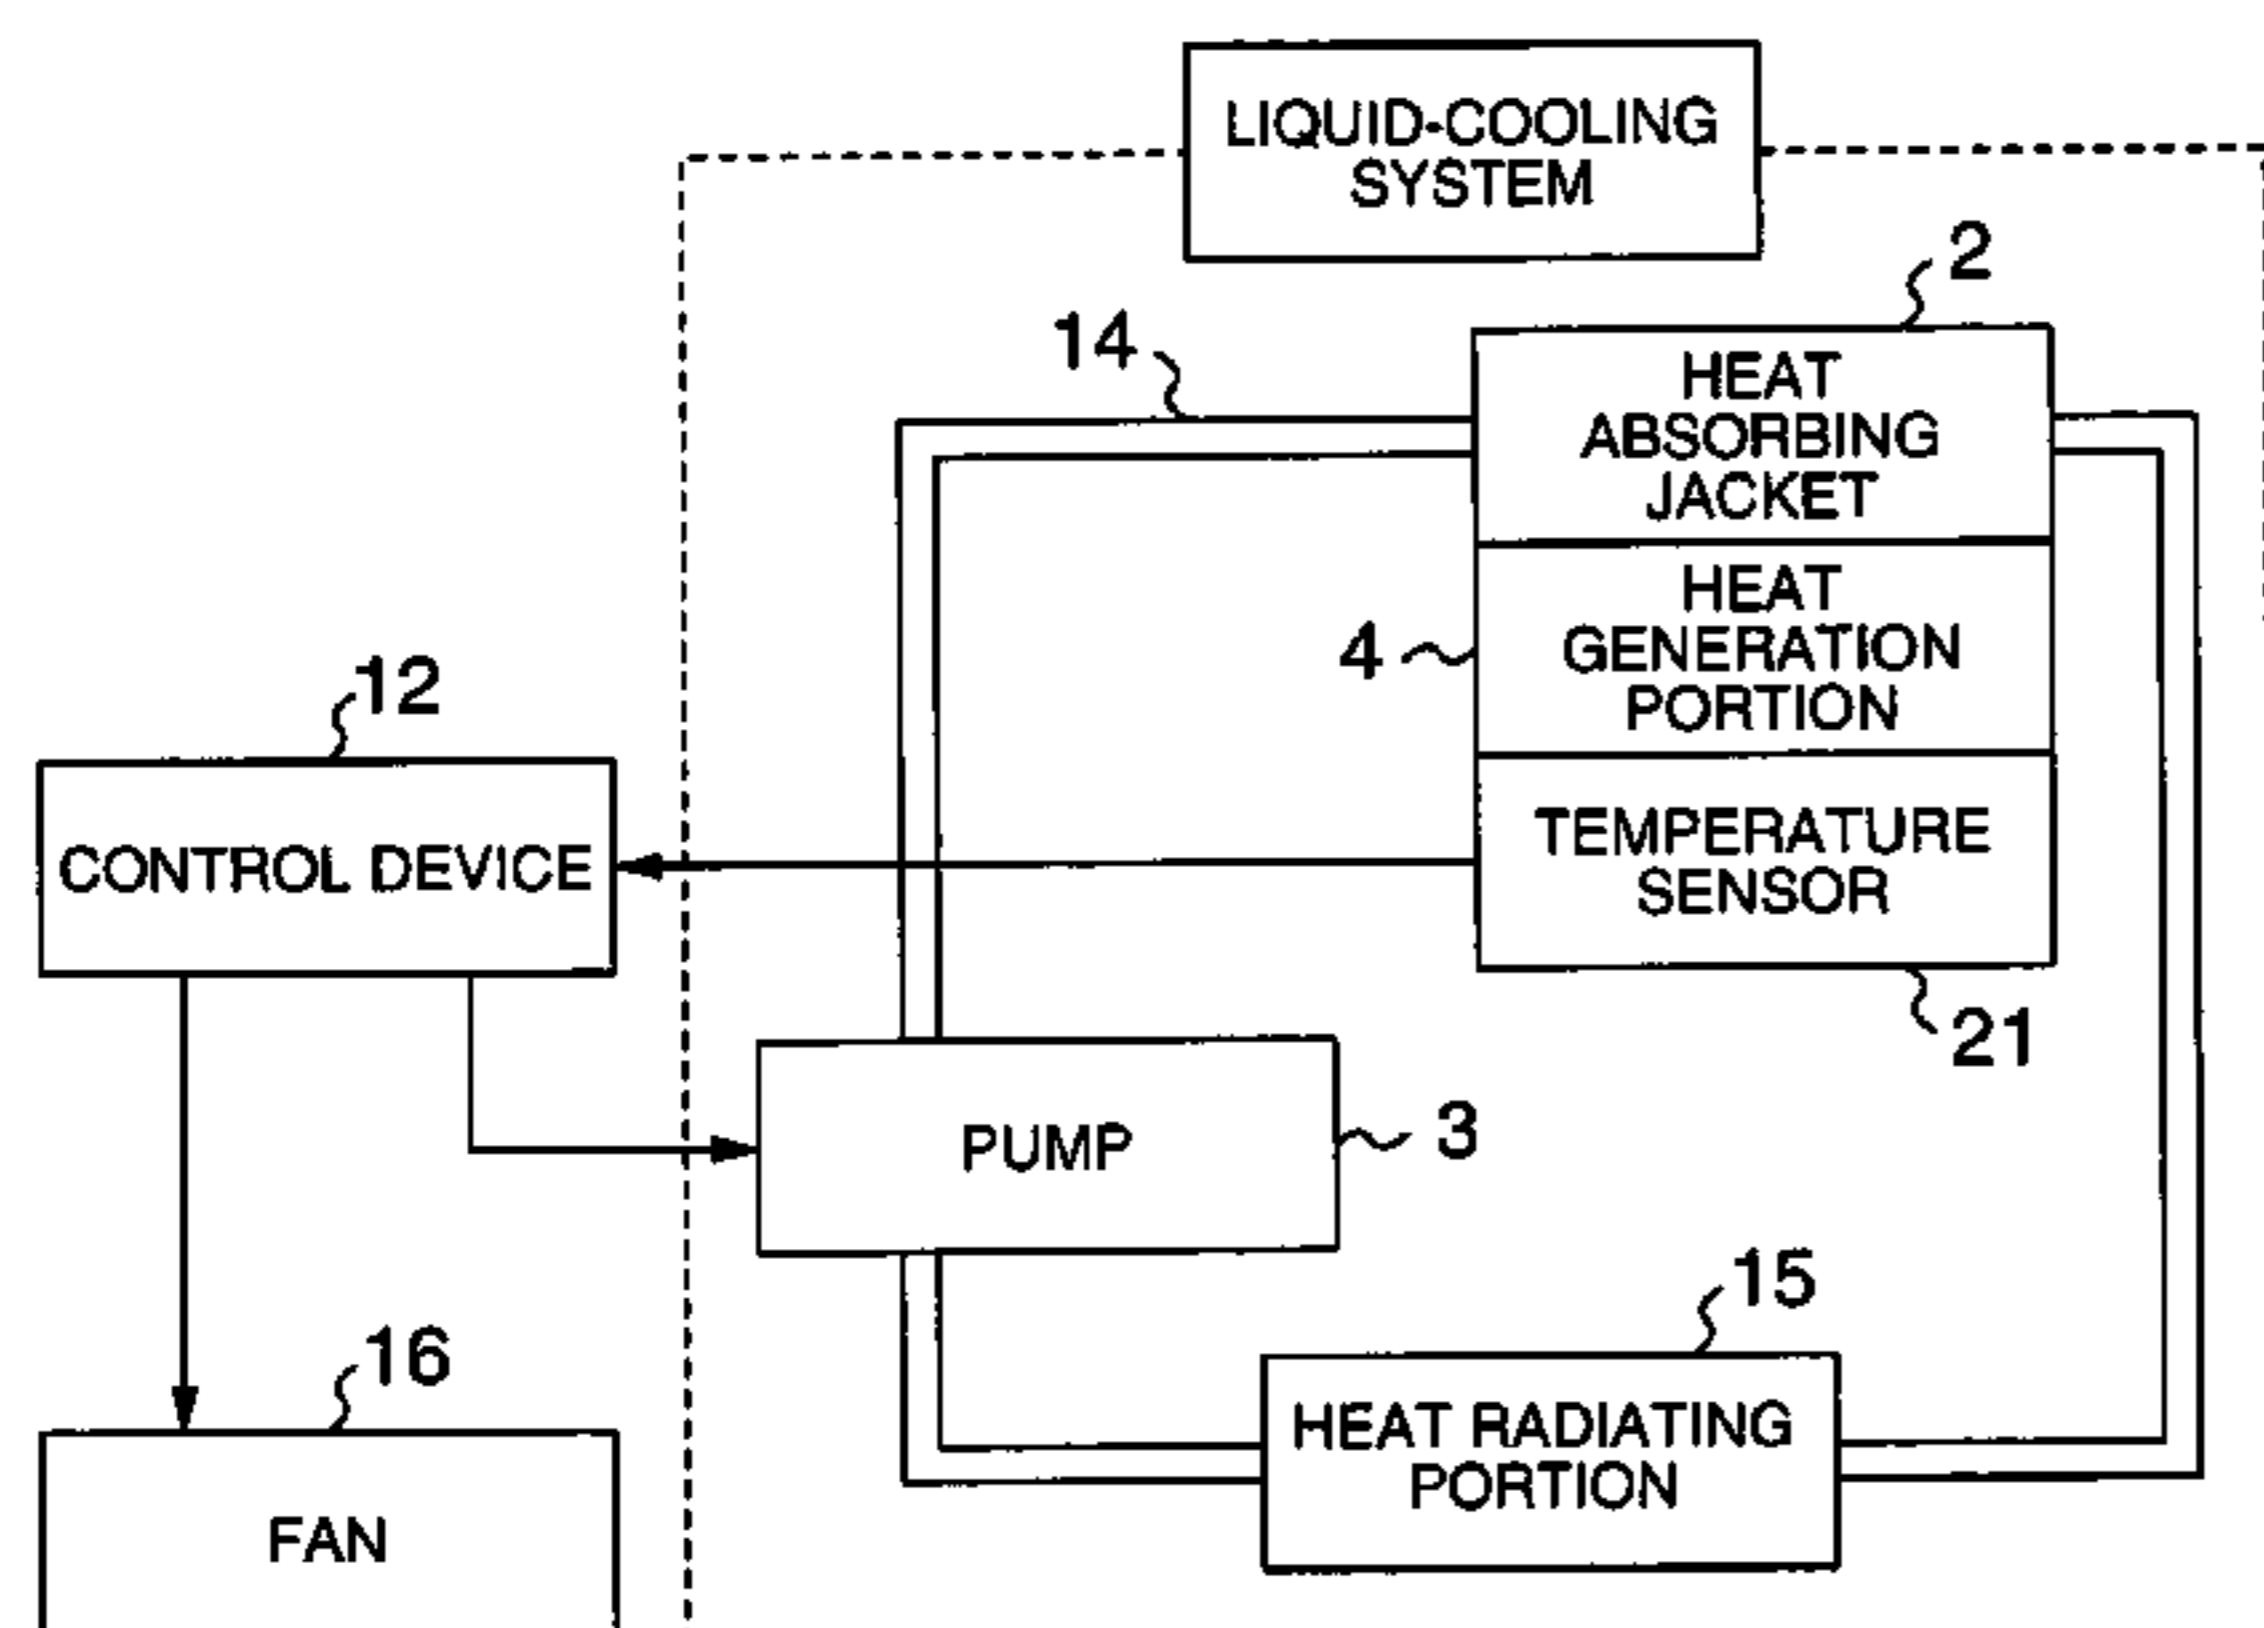 LIQUID-COOLING
SYSTEM
2
14
HEAT
ABSORBING
JACKET
HEAT
GENERATION
PORTION
4
12
CONTROL DEVICE
TEMPERATURE
SENSOR
21
PUMP
3
15
16
HEAT RADIATING
PORTION
FAN